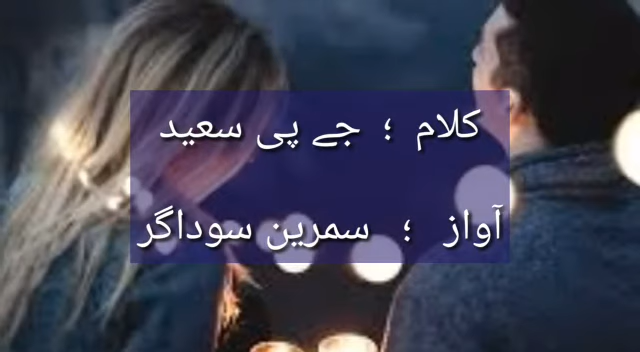 کلام ؛ جے پی سعید
آواز ؛ سمرین سوداگر